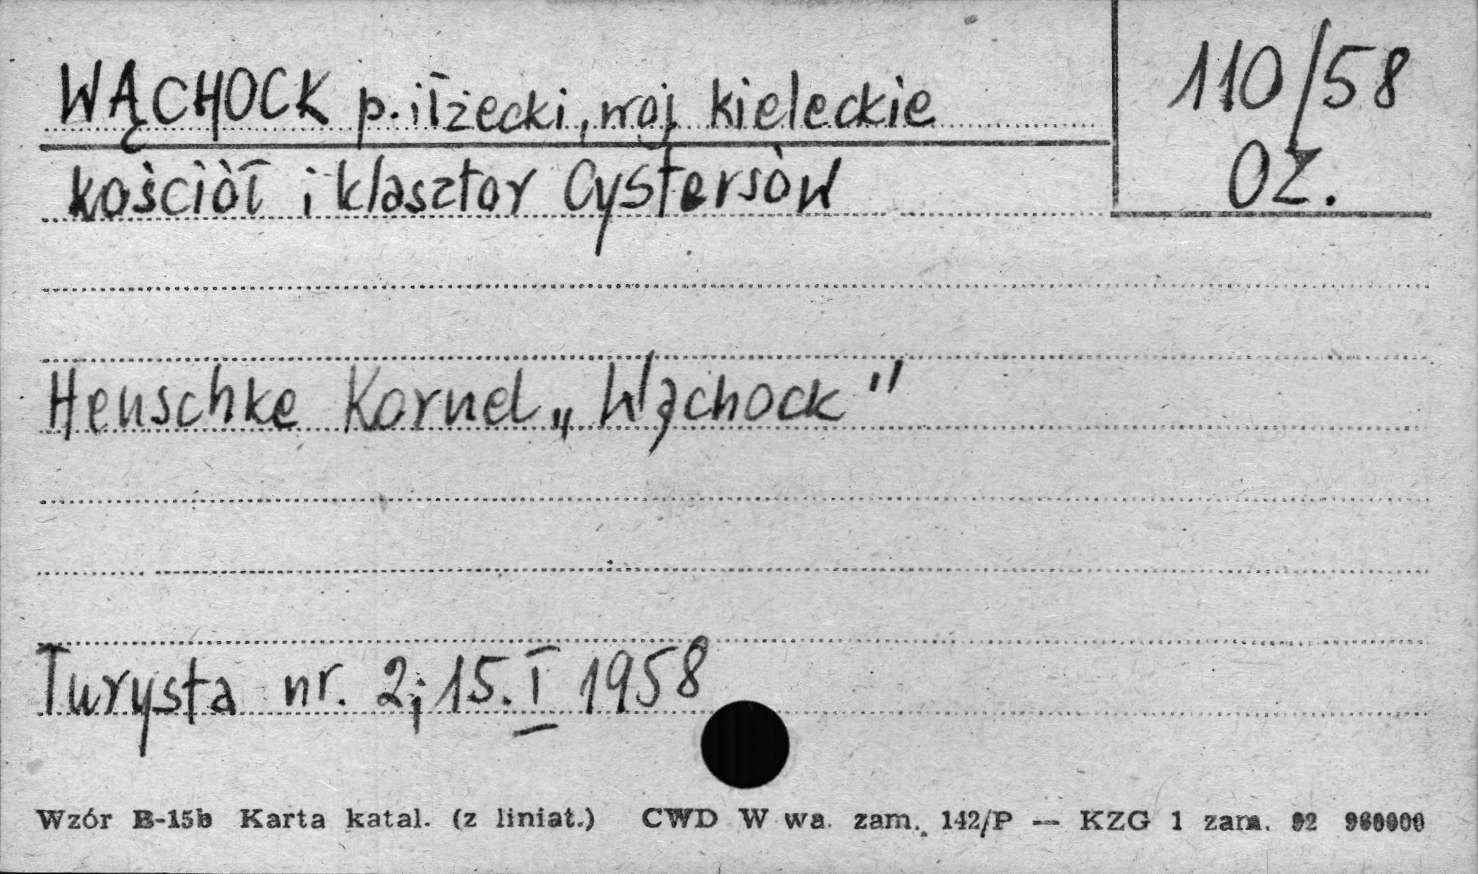 WĄCHOCK p. iłżecki, woj kieleckie
110/58
OZ.
kościół i klasztor Cystersów
Henschke Kornel „Wąchock"
Turysta nr. 2; 15. I 1958
Wzór B-15b Karta katal. (z liniat.) CWD W wa. zam. 142/P — KZG 1 zam. 92 960000